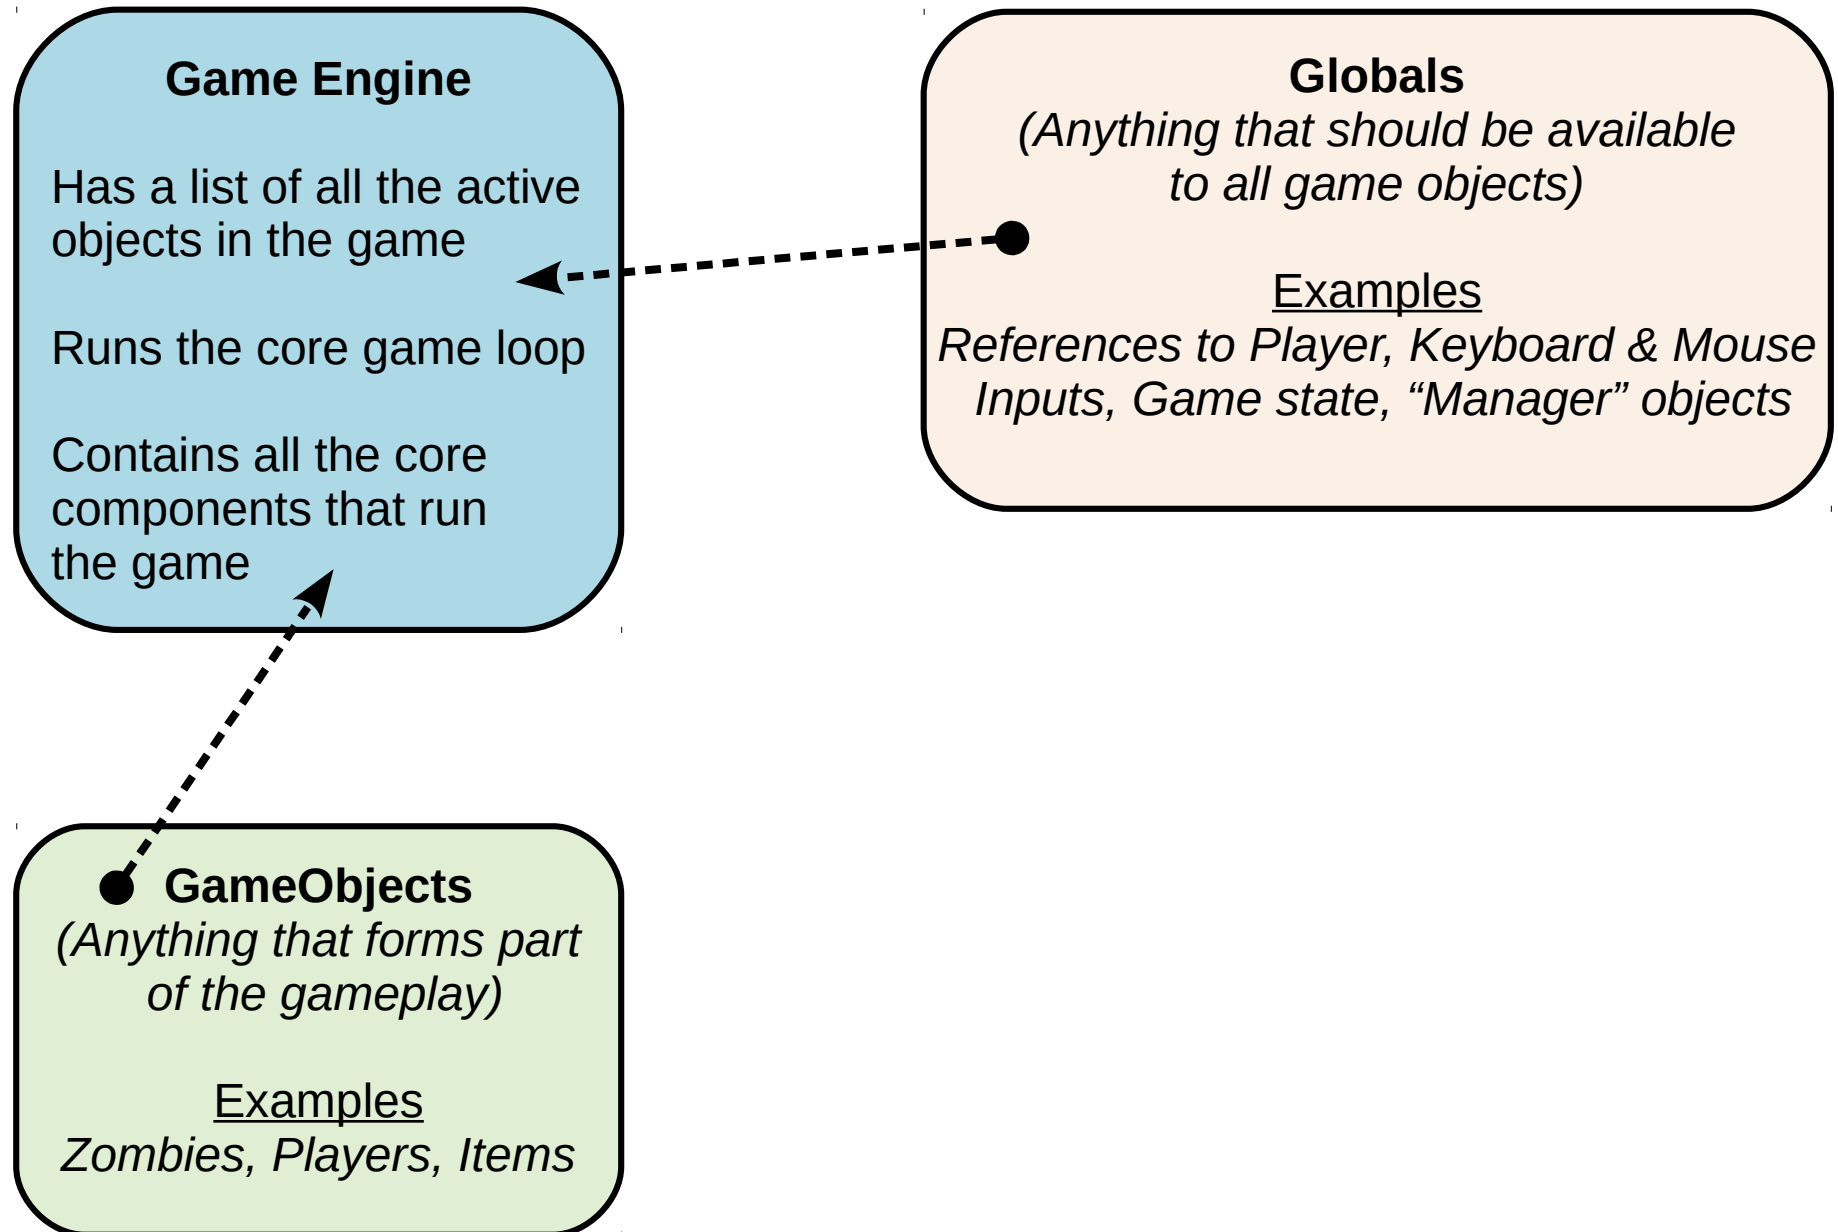 Game Engine
Has a list of all the active
objects in the game
Runs the core game loop
Contains all the core
components that run
the game
Globals
(Anything that should be available
to all game objects)
Examples
References to Player, Keyboard & Mouse
Inputs, Game state, “Manager” objects
GameObjects
(Anything that forms part
of the gameplay)
Examples
Zombies, Players, Items